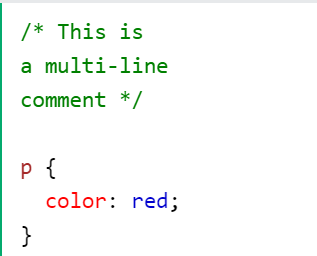 /* This is
a multi-line
comment */

p {
  color: red;
}